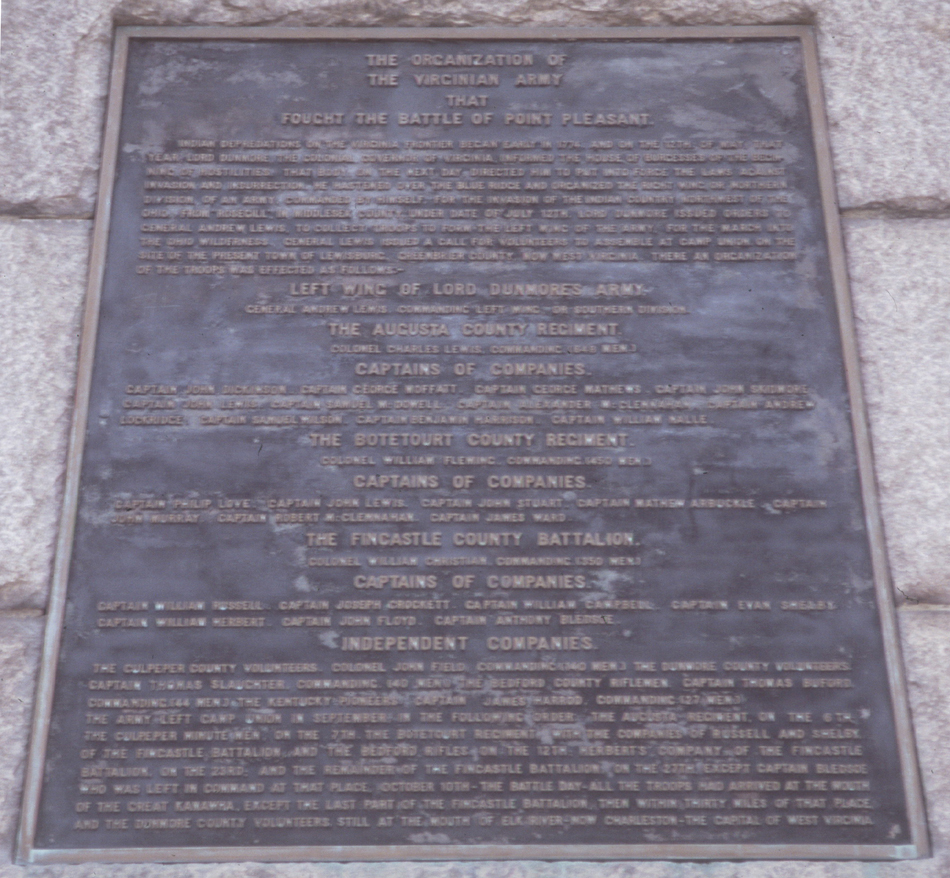 THE ORGANIZATION OF
THE VIRGINIAN ARMY
THAT
FOUGHT THE BATTLE OF POINT PLEASANT.
INDIAN DEPREDATIONS ON THE VIRGINIA FRONTIER BEGAN EARLY IN 1774, AND ON THE 12TH. OF MAY, THAT
YEAR, LORD DUNMORE, THE COLONIAL GOVERNOR OF VIRGINIA, INFORMED THE HOUSE OF BURGESSES OF THE BEGIN-
NING OF HOSTILITIES. THAT BODY, ON THE NEXT DAY, DIRECTED HIM TO PUT INTO FORCE THE LAWS AGAINST
INVASION AND INSURRECTION. HE HASTENED OVER THE BLUE RIDGE AND ORGANIZED THE RIGHT WING, OR NORTHERN
DIVISION, OF AN ARMY COMMANDED BY HIMSELF, FOR THE INVASION OF THE INDIAN COUNTRY NORTHWEST OF THE
OHIO. FROM ROSEGILL, IN MIDDLESEX COUNTY, UNDER DATE OF JULY 12TH. LORD DUNMORE ISSUED ORDERS TO
GENERAL ANDREW LEWIS, TO COLLECT TROOPS TO FORM THE LEFT WING OF THE ARMY, FOR THE MARCH INTO
THE OHIO WILDERNESS. GENERAL LEWIS ISSUED A CALL FOR VOLUNTEERS TO ASSEMBLE AT CAMP UNION ON THE
SITE OF THE PRESENT TOWN OF LEWISBURG, GREENBRIER COUNTY, NOW WEST VIRGINIA. THERE AN ORGANIZATION
OF THE TROOPS WAS EFFECTED AS FOLLOWS:-
LEFT WING OF LORD DUNMORE'S ARMY
GENERAL ANDREW LEWIS, COMMANDING LEFT WING-OR SOUTHERN DIVISION.
THE AUGUSTA COUNTY REGIMENT.
COLONEL CHARLES LEWIS, COMMANDING (648 MEN.)
CAPTAINS OF COMPANIES.
CAPTAIN JOHN DICKINSON. CAPTAIN GEORGE MOFFATT. CAPTAIN GEORGE MATHEWS. CAPTAIN JOHN SKIDMORE.
CAPTAIN JOHN LEWIS. CAPTAIN SAMUEL McDOWELL. CAPTAIN ALEXANDER McCLENNAHAN. CAPTAIN ANDREW
LOCKRIDGE. CAPTAIN SAMUEL WILSON. CAPTAIN BENJAMIN HARRISON. CAPTAIN WILLIAM NALLE.
THE BOTETOURT COUNTY REGIMENT.
COLONEL WILLIAM FLEMING, COMMANDING. (450 MEN.)
CAPTAINS OF COMPANIES.
CAPTAIN PHILIP LOVE. CAPTAIN JOHN LEWIS. CAPTAIN JOHN STUART. CAPTAIN MATHEW ARBUCKLE. CAPTAIN
JOHN MURRAY. CAPTAIN ROBERT McCLENNAHAN. CAPTAIN JAMES WARD.
THE FINCASTLE COUNTY BATTALION.
COLONEL WILLIAM CHRISTIAN, COMMANDING (350 MEN.)
CAPTAINS OF COMPANIES.
CAPTAIN WILLIAM RUSSELL. CAPTAIN JOSEPH CROCKETT. CAPTAIN WILLIAM CAMPBELL. CAPTAIN EVAN SHELBY.
CAPTAIN WILLIAM HERBERT. CAPTAIN JOHN FLOYD. CAPTAIN ANTHONY BLEDSOE.
INDEPENDENT COMPANIES.
THE CULPEPER COUNTY VOLUNTEERS. COLONEL JOHN FIELD, COMMANDING (40 MEN.) THE DUNMORE COUNTY VOLUNTEERS
CAPTAIN THOMAS SLAUGHTER, COMMANDING (40 MEN.) THE BEDFORD COUNTY RIFLEMEN. CAPTAIN THOMAS BUFORD,
COMMANDING (44 MEN.) THE KENTUCKY PIONEERS. CAPTAIN JAMES HARROD. COMMANDING (27 MEN.)
THE ARMY LEFT CAMP UNION IN SEPTEMBER IN THE FOLLOWING ORDER. THE AUGUSTA REGIMENT, ON THE 6TH,
THE CULPEPER MINUTE MEN, ON THE 7TH THE BOTETOURT REGIMENT WITH THE COMPANIES OF RUSSELL AND SHELBY,
OF THE FINCASTLE BATTALION, AND THE BEDFORD RIFLES, ON THE 12TH HERBERT'S COMPANY, OF THE FINCASTLE
BATTALION, ON THE 23RD; AND THE REMAINDER OF THE FINCASTLE BATTALION, ON THE 27TH EXCEPT CAPTAIN BLEDSOE
WHO WAS LEFT IN COMMAND AT THAT PLACE, OCTOBER 10TH-THE BATTLE DAY-ALL THE TROOPS HAD ARRIVED AT THE MOUTH
OF THE GREAT KANAWHA, EXCEPT THE LAST PART OF THE FINCASTLE BATTALION, THEN WITHIN THIRTY MILES OF THAT PLACE,
AND THE DUNMORE COUNTY VOLUNTEERS, STILL AT THE MOUTH OF ELK RIVER-NOW CHARLESTON-THE CAPITAL OF WEST VIRGINIA.